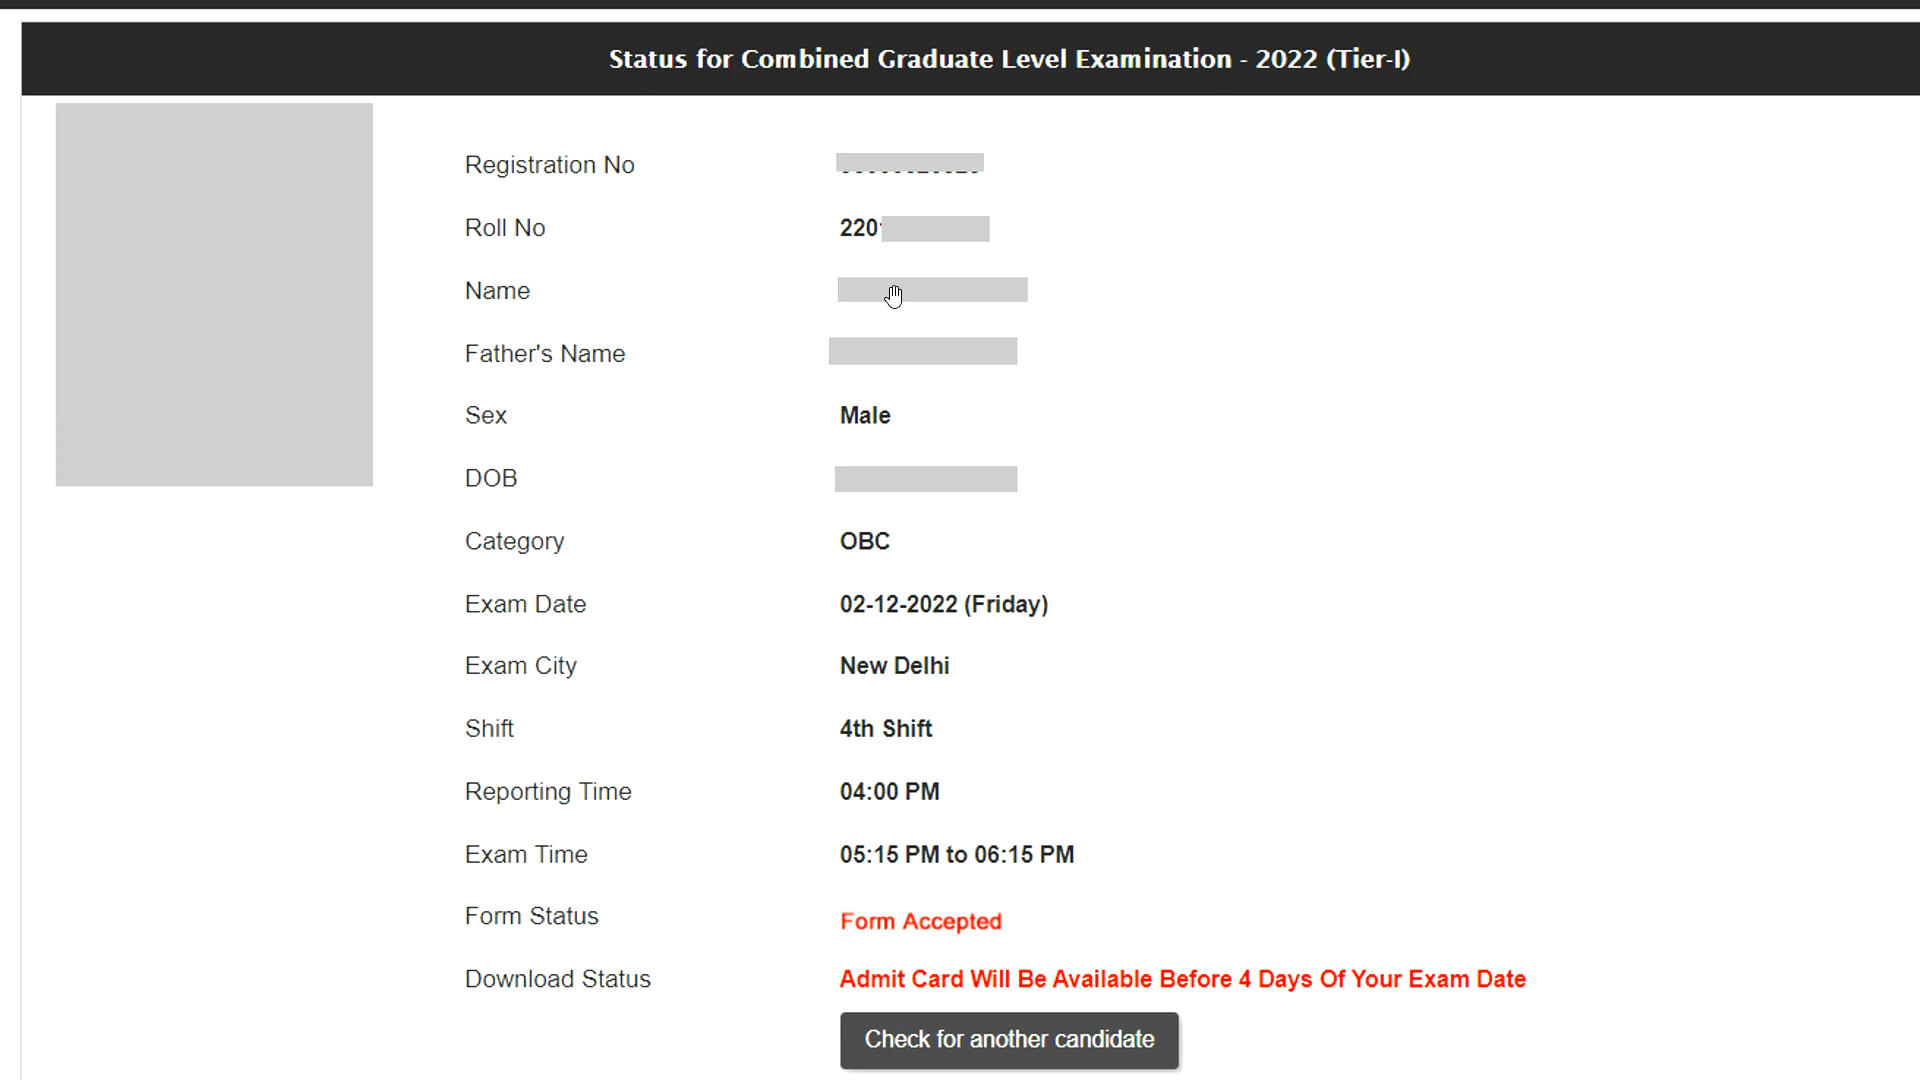 Status for Combined Graduate Level Examination - 2022 (Tier-I)
Registration No
Roll No 220
Name
Father's Name
Sex Male
DOB
Category OBC
Exam Date 02-12-2022 (Friday)
Exam City New Delhi
Shift 4th Shift
Reporting Time 04:00 PM
Exam Time 05:15 PM to 06:15 PM
Form Status Form Accepted
Download Status Admit Card Will Be Available Before 4 Days Of Your Exam Date
Check for another candidate